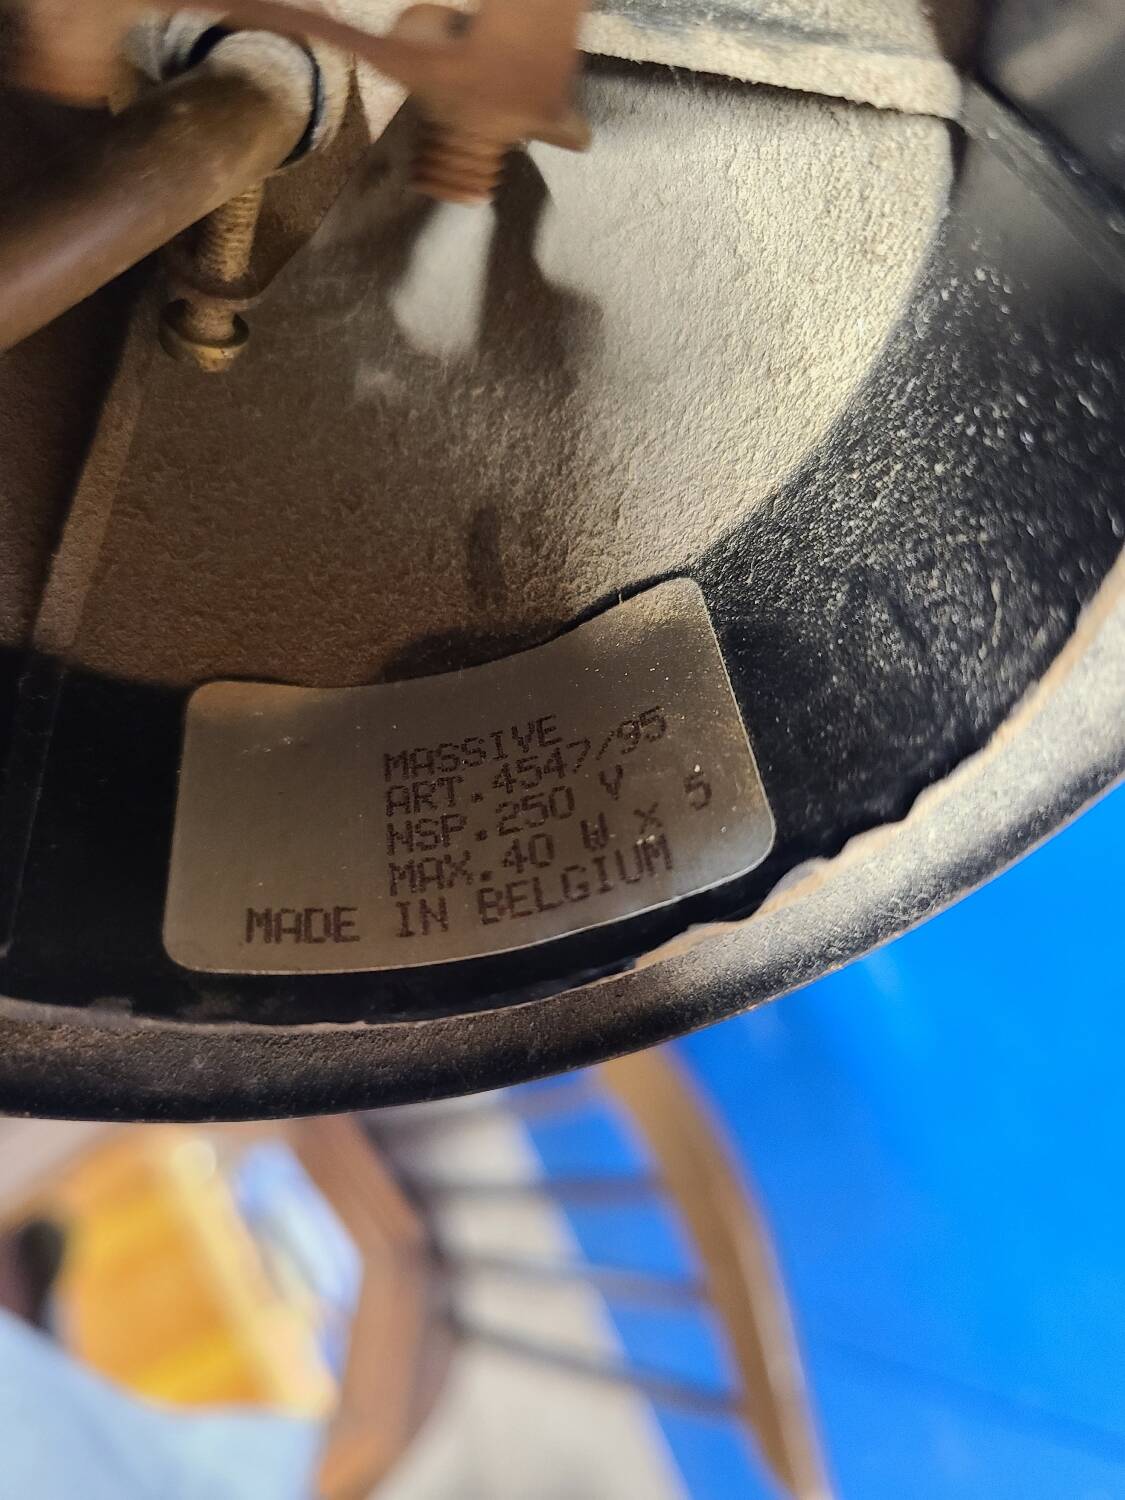 MASSIVE
ART.4547/95
NSP.250 V
MAX.40 W X 5
MADE IN BELGIUM